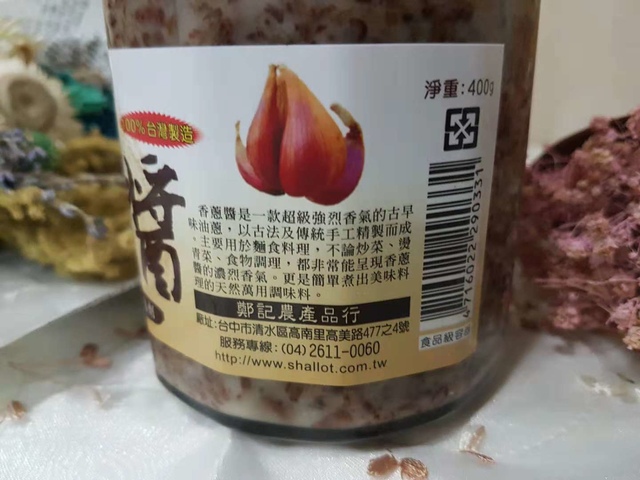 淨重:400g
100%台灣製造
醬
香蔥醬是一款超級強烈香氣的古早
味油蔥，以古法及傳統手工精製而成
，主要用於麵食料理，不論炒菜、燙
青菜、食物調理，都非常能呈現香蔥
醬的濃烈香氣。更是簡單煮出美味料
理的天然萬用調味料。
鄭記農產品行
廠址:台中市清水區高南里高美路477之4號
服務專線:(04)2611-0060
http://www.shallot.com.tw
4716022290331
食品級容器